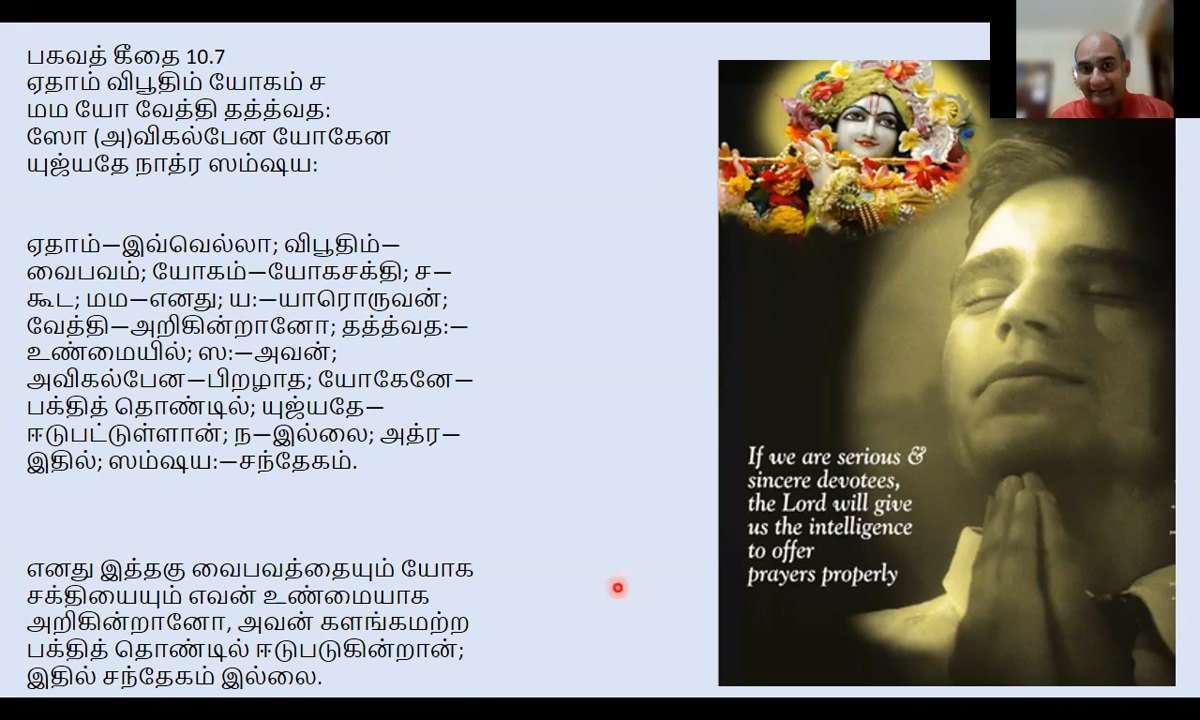 பகவத் கீதை 10.7
ஏதாம் விபூதிம் யோகம் ச
மம யோ வேத்தி தத்த்வத:
ஸோ (அ)விகல்பேன யோகேன
யுஜ்யதே நாத்ர ஸம்ஷய:
ஏதாம்—இவ்வெல்லா; விபூதிம்—
வைபவம்; யோகம்—யோகசக்தி; ச—
கூட; மம—எனது; ய:—யாரொருவன்;
வேத்தி—அறிகின்றானோ; தத்த்வத:—
உண்மையில்; ஸ:—அவன்;
அவிகல்பேன—பிறழாத; யோகேனே—
பக்தித் தொண்டில்; யுஜ்யதே—
ஈடுபட்டுள்ளான்; ந—இல்லை; அத்ர—
இதில்; ஸம்ஷய:—சந்தேகம்.
எனது இத்தகு வைபவத்தையும் யோக
சக்தியையும் எவன் உண்மையாக
அறிகின்றானோ, அவன் களங்கமற்ற
பக்தித் தொண்டில் ஈடுபடுகின்றான்;
இதில் சந்தேகம் இல்லை.
If we are serious &
sincere devotees,
the Lord will give
us the intelligence
to offer
prayers properly